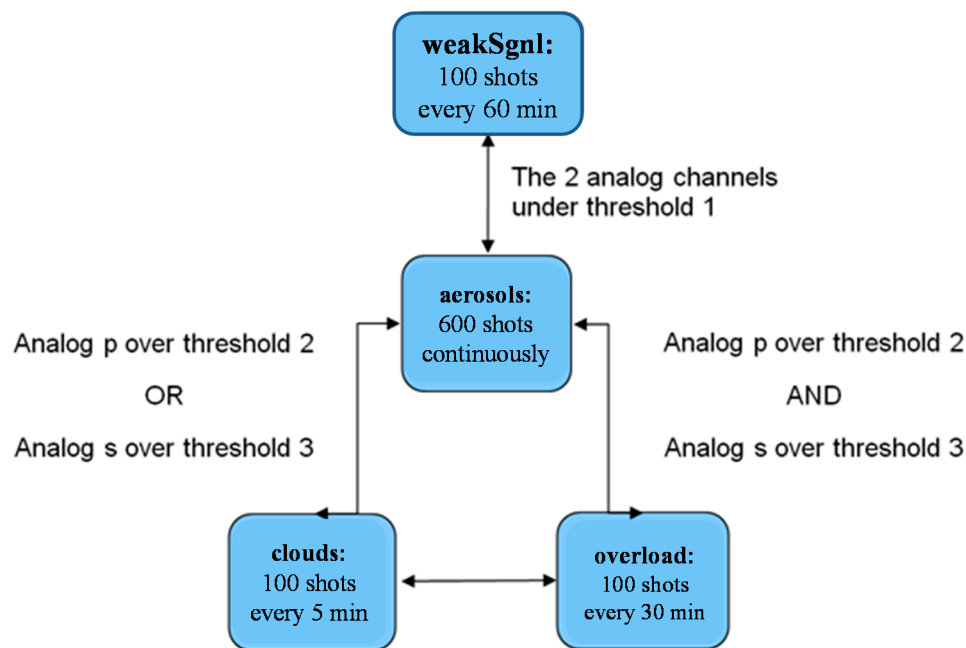 weakSgnl:
100 shots
every 60 min
The 2 analog channels
under threshold 1
aerosols:
600 shots
continuously
Analog p over threshold 2
OR
Analog s over threshold 3
Analog p over threshold 2
AND
Analog s over threshold 3
clouds:
100 shots
every 5 min
overload:
100 shots
every 30 min